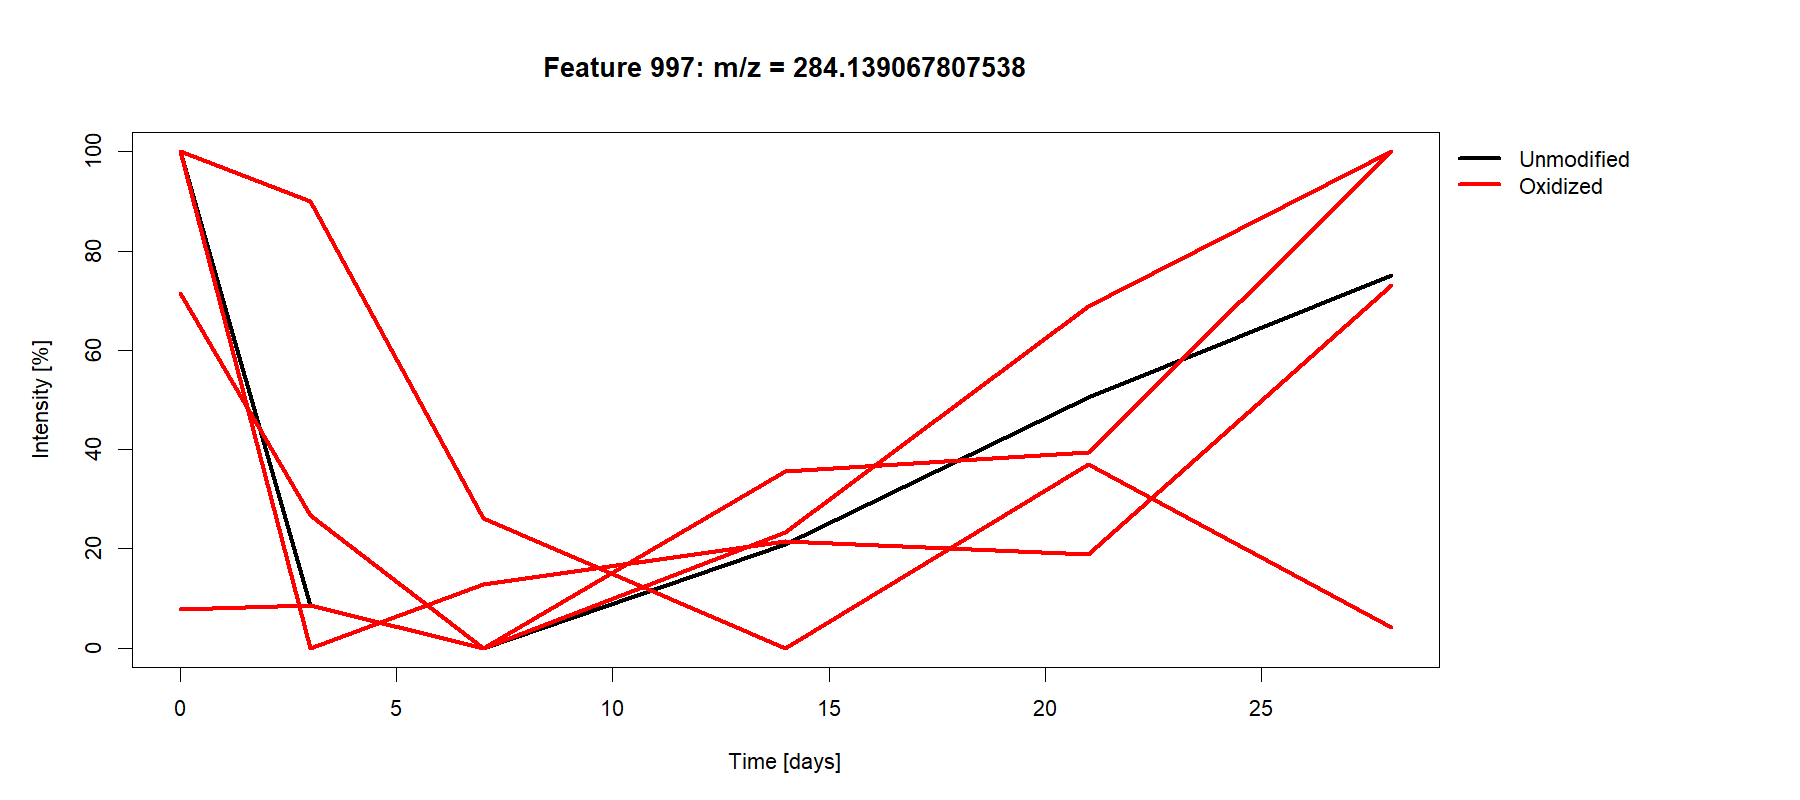 Feature 997: m/z = 284.139067807538
Unmodified
Oxidized
Intensity [%]
100
80
60
40
20
0
0 5 10 15 20 25
Time [days]